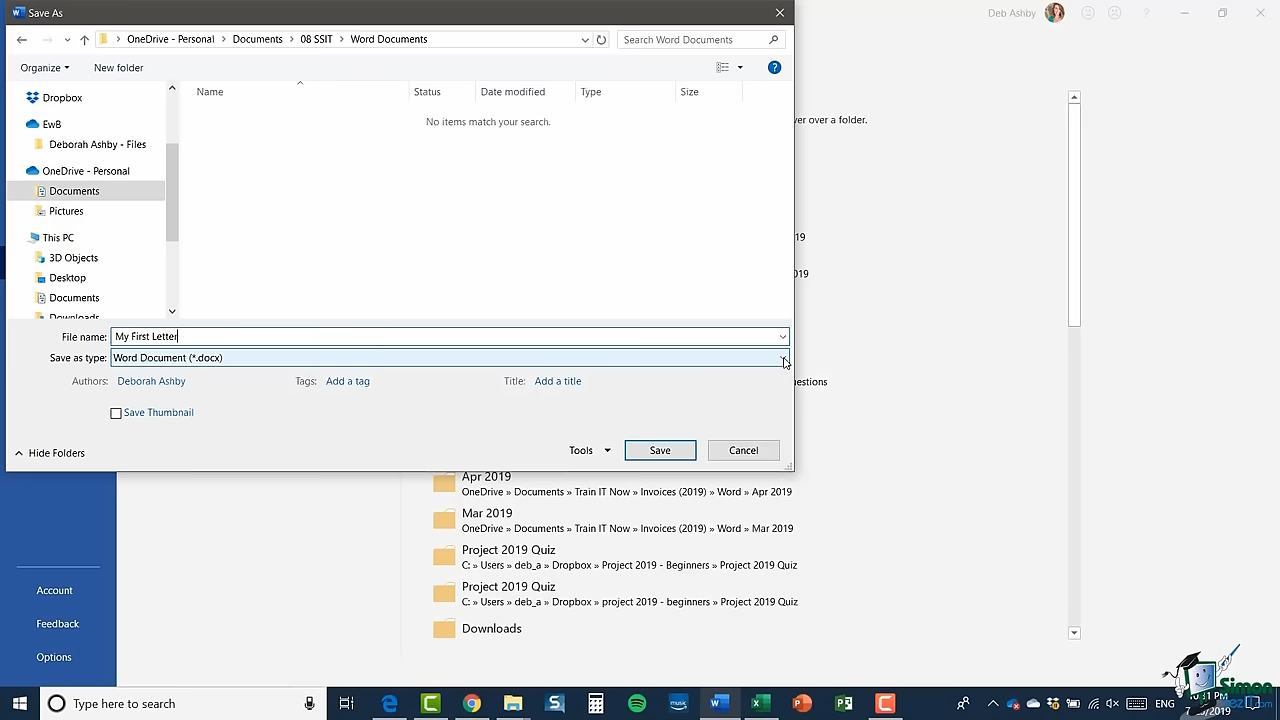 Save As
Deb Ashby
OneDrive - Personal > Documents > 08 SSIT > Word Documents
Search Word Documents
Organize
New folder
Name
Status
Date modified
Type
Size
No items match your search.
Dropbox
EwB
Deborah Ashby - Files
OneDrive - Personal
Documents
Pictures
This PC
3D Objects
Desktop
Documents
Downloads
over a folder.
19
019
File name: My First Letter
Save as type: Word Document (*.docx)
Authors: Deborah Ashby
Tags: Add a tag
Title: Add a title
Save Thumbnail
Hide Folders
Tools
Save
Cancel
Apr 2019
OneDrive » Documents » Train IT Now » Invoices (2019) » Word » Apr 2019
Mar 2019
OneDrive » Documents » Train IT Now » Invoices (2019) » Word » Mar 2019
Project 2019 Quiz
C: » Users » deb_a » Dropbox » Project 2019 - Beginners » Project 2019 Quiz
Project 2019 Quiz
C: » Users » deb_a » Dropbox » project 2019 - beginners » Project 2019 Quiz
Downloads
Account
Feedback
Options
Type here to search
music
ENG
Simon